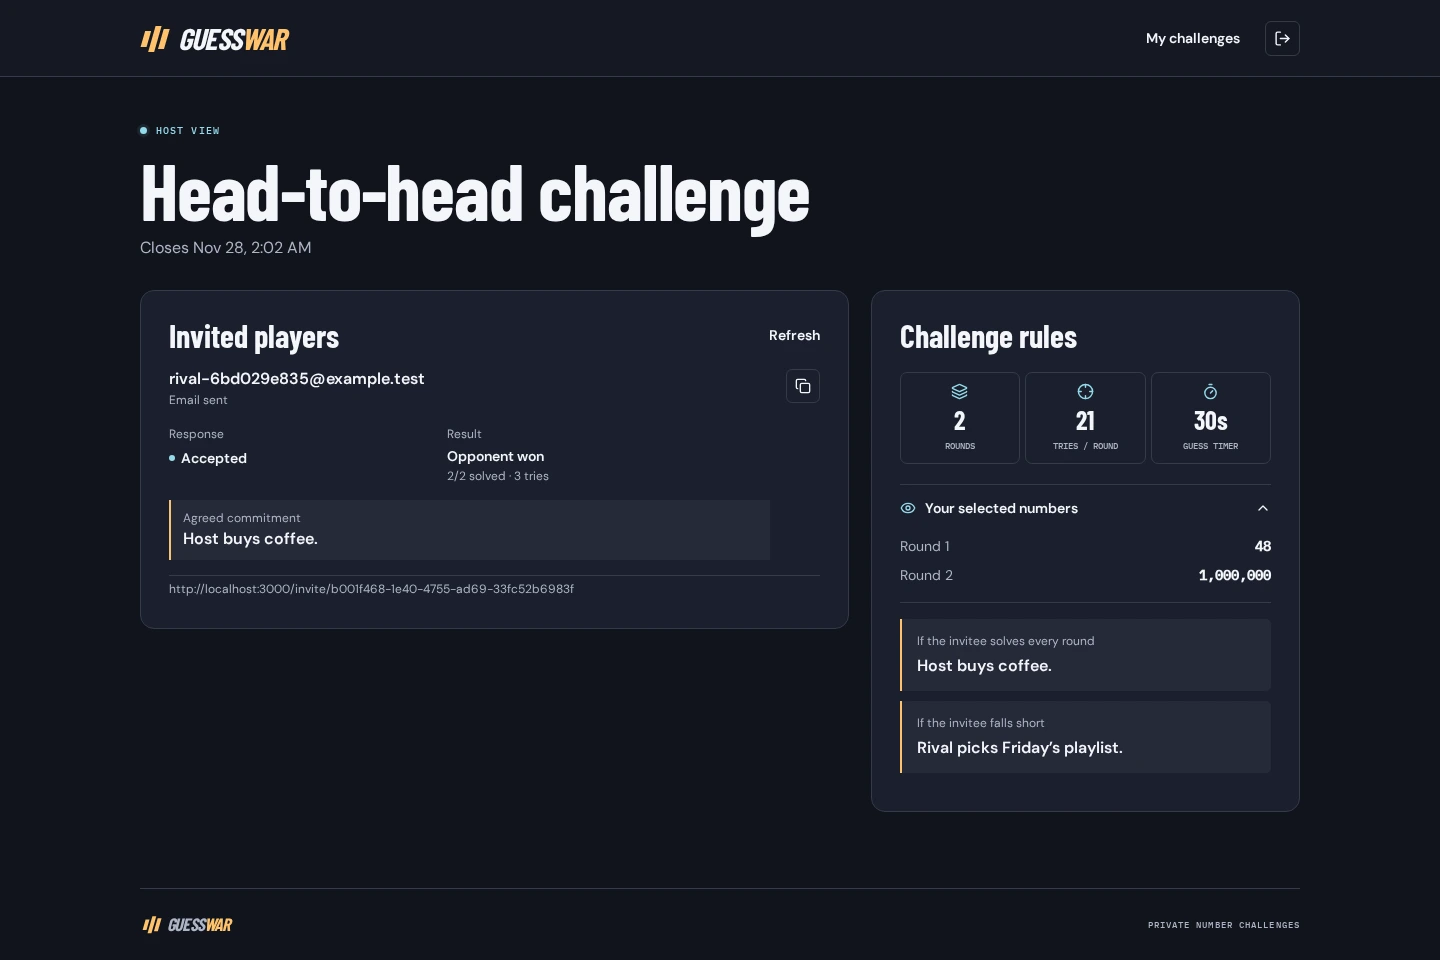 GUESSWAR
My challenges
HOST VIEW
Head-to-head challenge
Closes Nov 28, 2:02 AM
Invited players
Refresh
rival-6bd029e835@example.test
Email sent
Response
Result
Accepted
Opponent won
2/2 solved · 3 tries
Agreed commitment
Host buys coffee.
http://localhost:3000/invite/b001f468-1e40-4755-ad69-33fc52b6983f
Challenge rules
2
21
30s
ROUNDS
TRIES / ROUND
GUESS TIMER
Your selected numbers
Round 1
48
Round 2
1,000,000
If the invitee solves every round
Host buys coffee.
If the invitee falls short
Rival picks Friday’s playlist.
GUESSWAR
PRIVATE NUMBER CHALLENGES